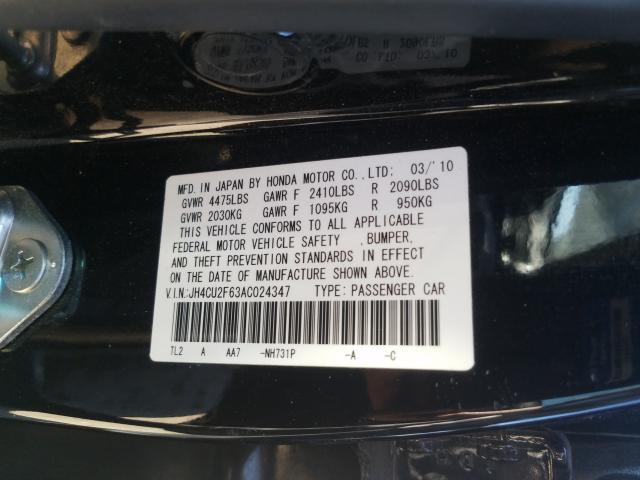 MFD. IN JAPAN BY HONDA MOTOR CO.,LTD: 03/'10
GVWR 4475LBS GAWR F 2410LBS R 2090LBS
GVWR 2030KG GAWR F 1095KG R 950KG
THIS VEHICLE CONFORMS TO ALL APPLICABLE
FEDERAL MOTOR VEHICLE SAFETY ,BUMPER,
AND THEFT PREVENTION STANDARDS IN EFFECT
ON THE DATE OF MANUFACTURE SHOWN ABOVE.
V.I.N.:JH4CU2F63AC024347 TYPE: PASSENGER CAR
TL2 A AA7 -NH731P -A -C